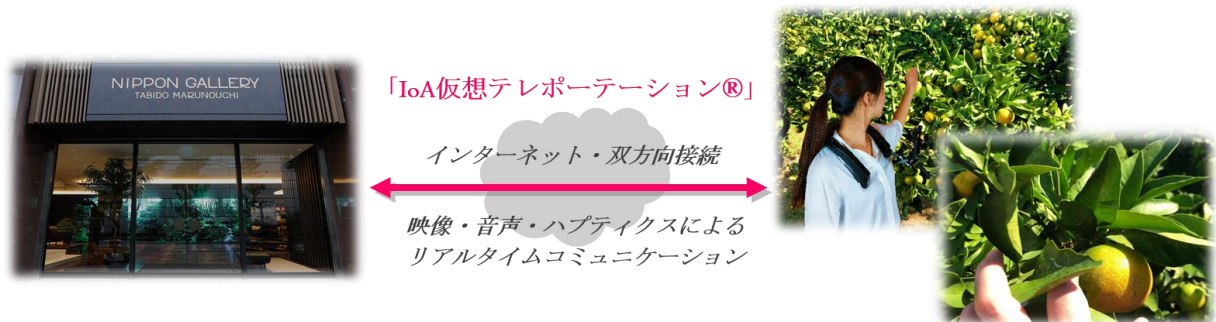 NIPPON GALLERY
TABIDO MARUNOUCHI
「IoA仮想テレポーテーション®」
インターネット・双方向接続
映像・音声・ハプティクスによる
リアルタイムコミュニケーション